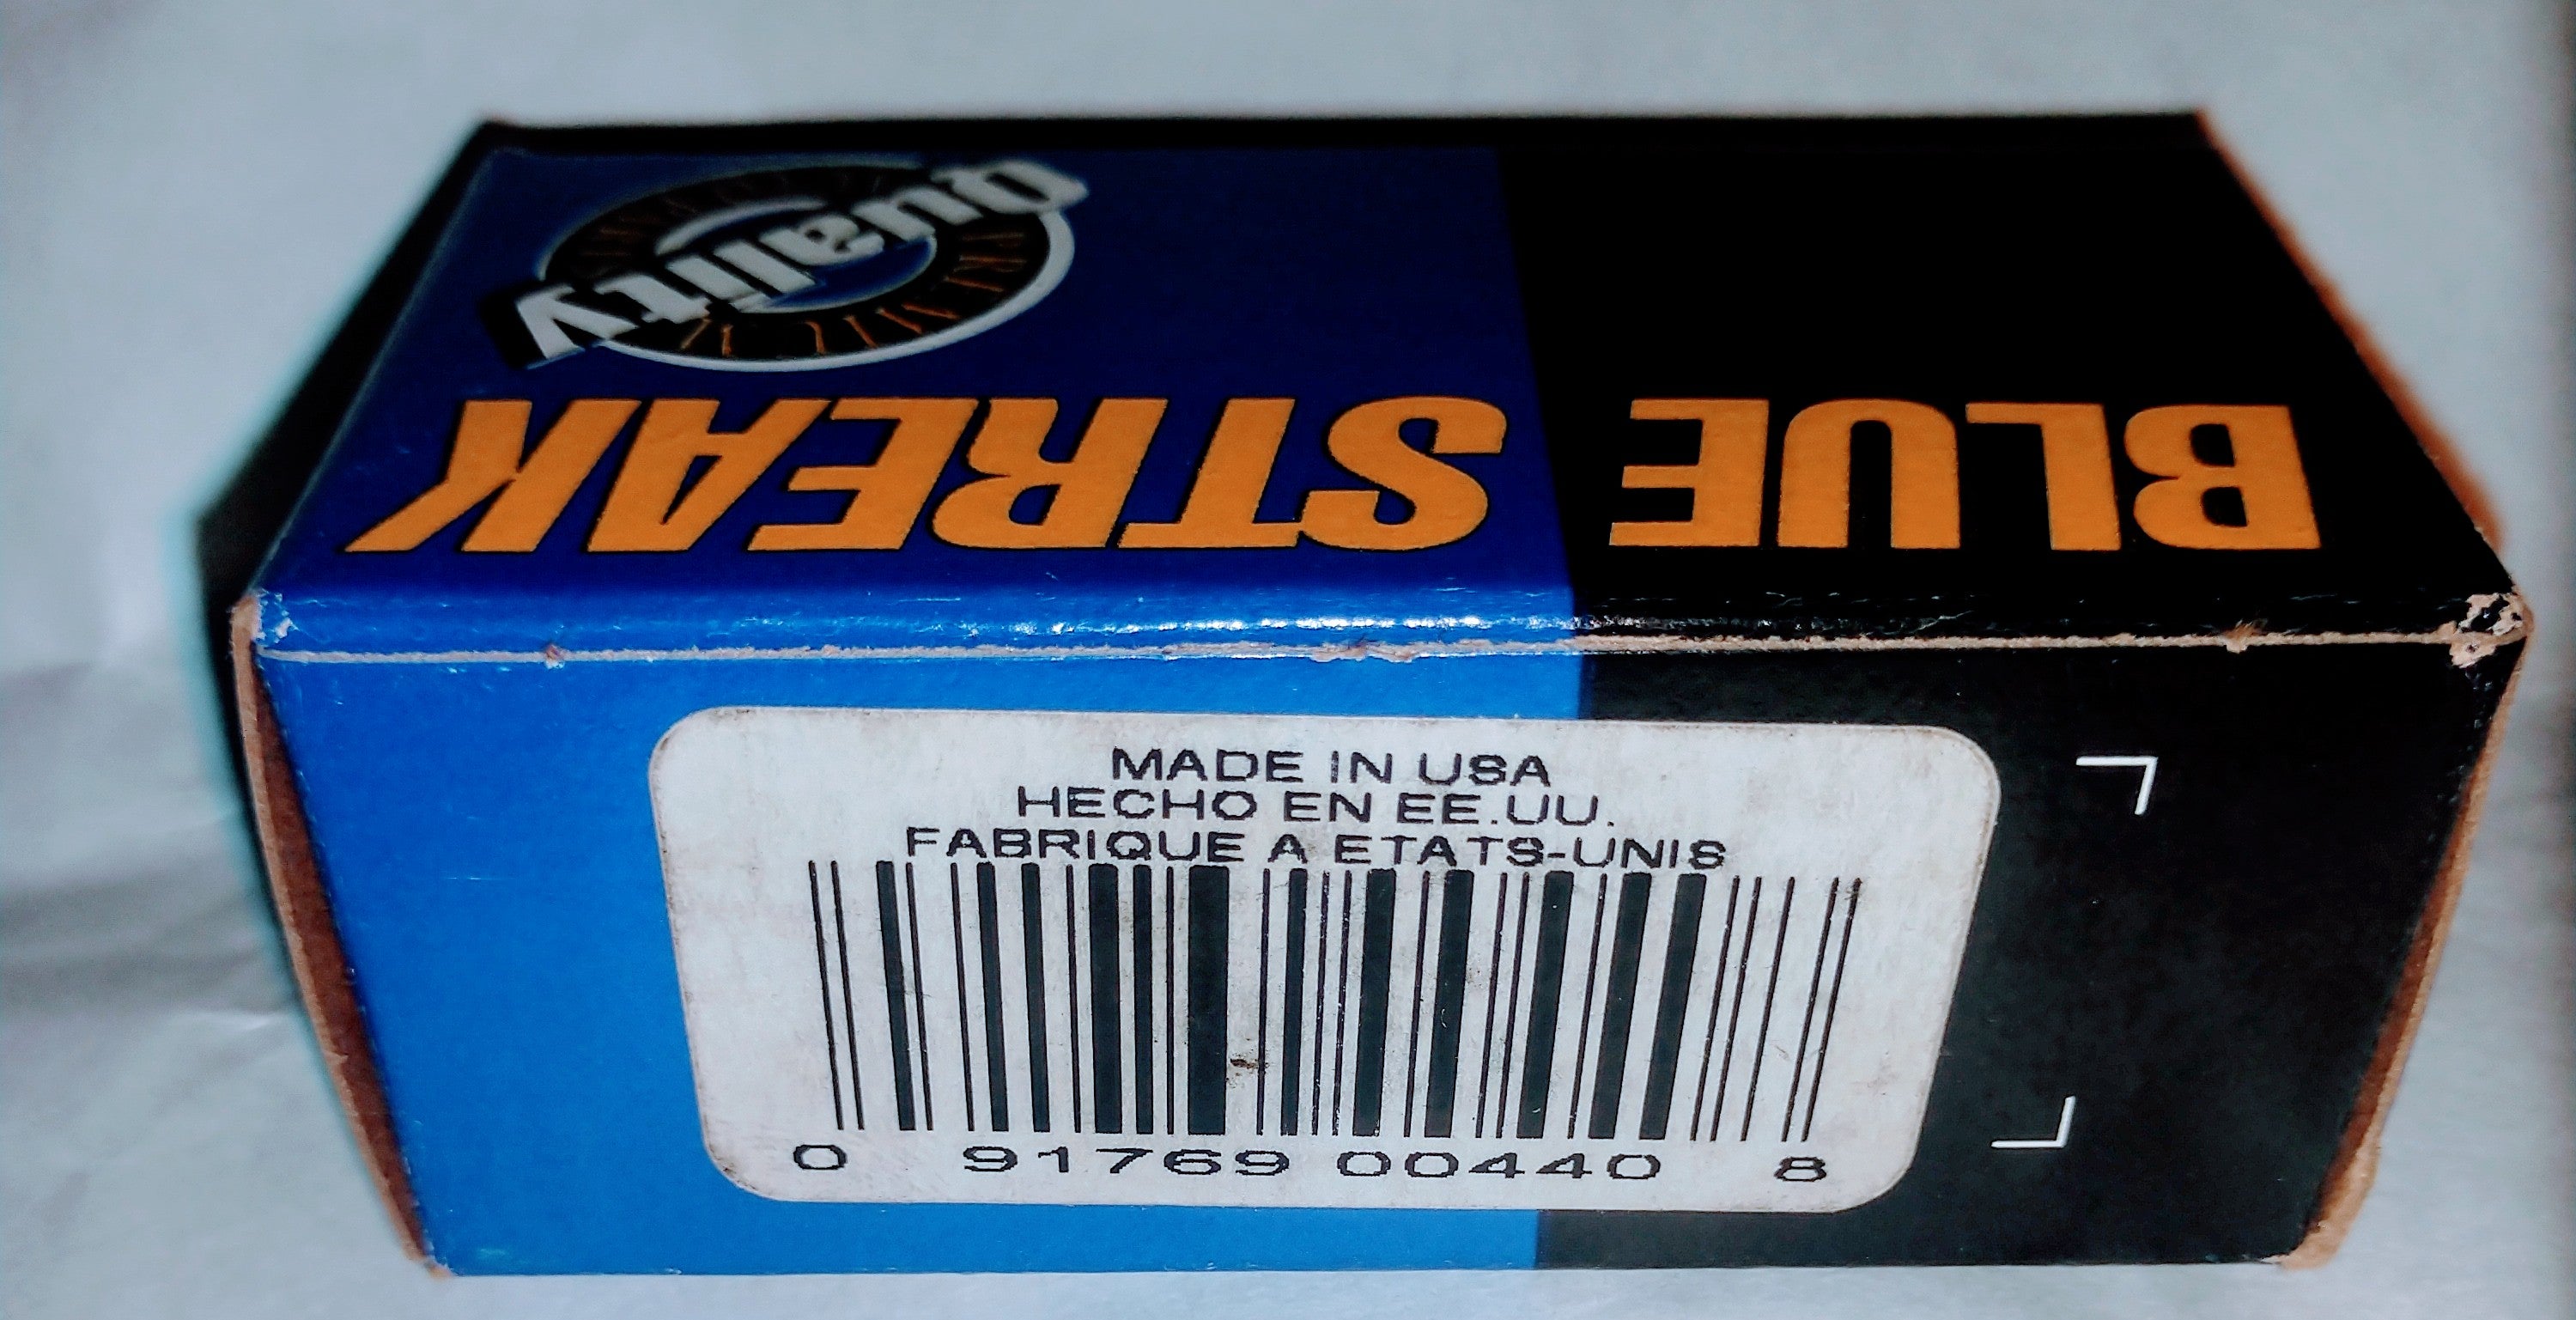 quality
BLUE STREAK
MADE IN USA
HECHO EN EE.UU.
FABRIQUE A ETATS-UNIS
0 91769 00440 8